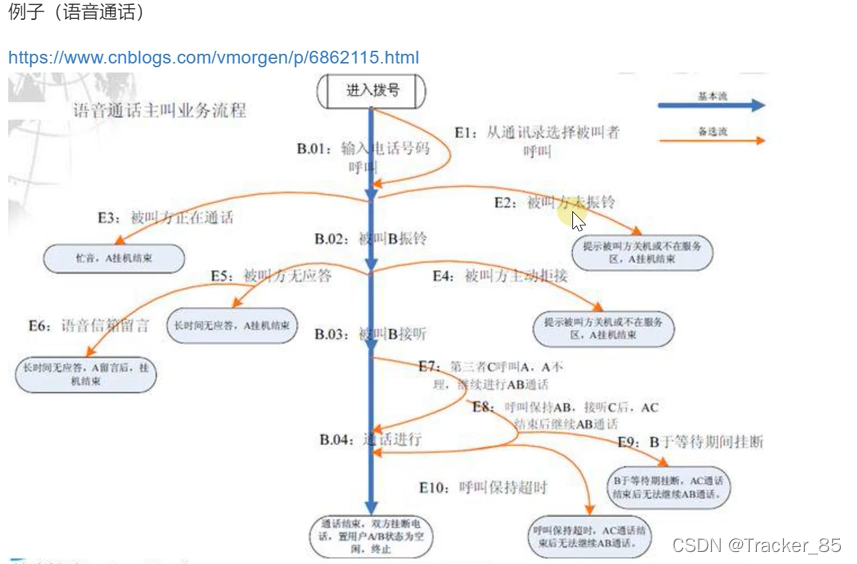 例子（语音通话）
https://www.cnblogs.com/vmorgen/p/6862115.html
语音通话主叫业务流程
进入拨号
基本流
备选流
E1：从通讯录选择被叫者
呼叫
B.01：输入电话号码
呼叫
E2：被叫方未振铃
E3：被叫方正在通话
忙音，A挂机结束
提示被叫方关机或不在服务
区，A挂机结束
B.02：被叫B振铃
E5：被叫方无应答
E4：被叫方主动拒接
E6：语音信箱留言
长时间无应答，A挂机结束
提示被叫方关机或不在服务
区，A挂机结束
B.03：被叫B接听
长时间无应答，A留言后，挂
机结束
E7：第三者C呼叫A，A不
理，继续进行AB通话
E8：呼叫保持AB，接听C后，AC
结束后继续AB通话
B.04：通话进行
E9：B于等待期间挂断
B于等待期挂断，AC通话
结束后无法继续AB通话。
E10：呼叫保持超时
通话结束，双方挂断电
话，置用户A/B状态为空
闲，终止
呼叫保持超时，AC通话结
束后无法继续AB通话。
CSDN @Tracker_85